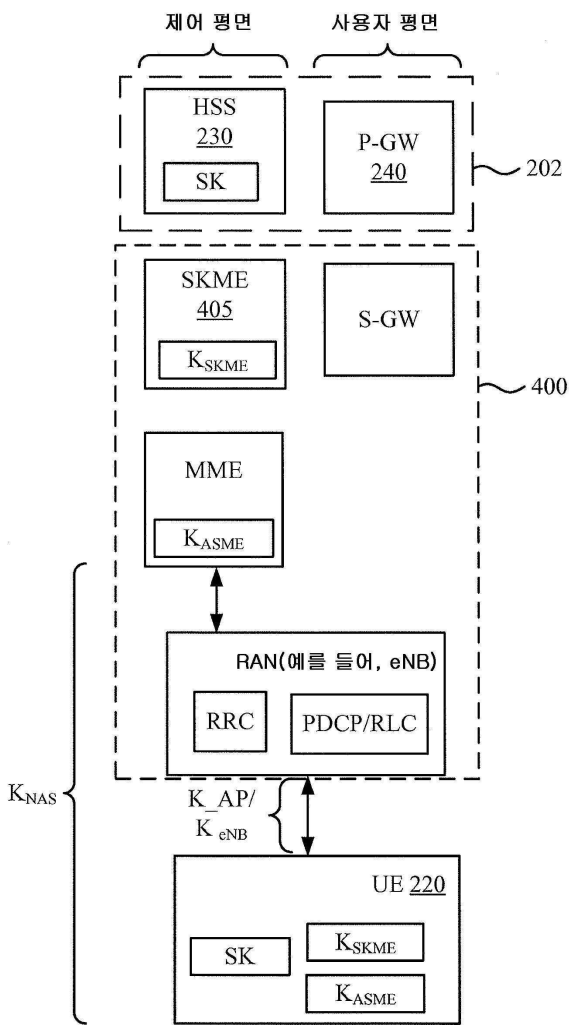 제어 평면
사용자 평면
HSS
230
SK
P-GW
240
202
SKME
405
K_SKME
S-GW
400
MME
K_ASME
RAN(예를 들어, eNB)
RRC
PDCP/RLC
K_NAS
K_AP/
K_eNB
UE 220
SK
K_SKME
K_ASME